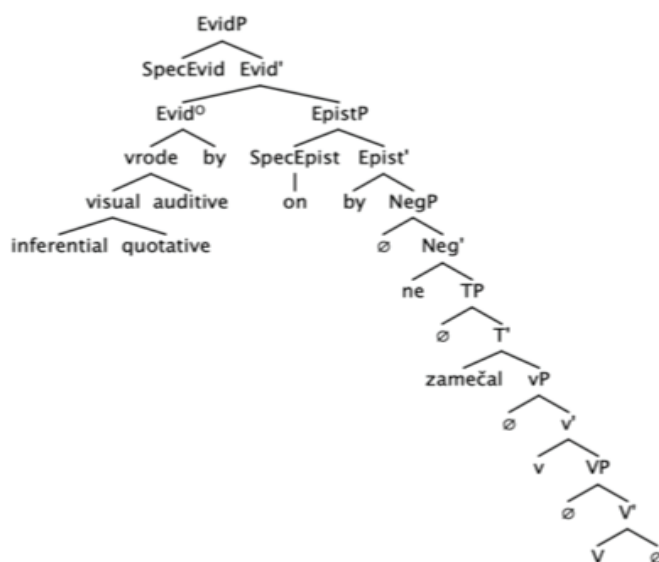 EvidP
SpecEvid Evid'
Evid⁰ EpistP
vrode by SpecEpist Epist'
visual auditive on by NegP
inferential quotative ∅ Neg'
ne TP
∅ T'
zamečal vP
∅ v'
v VP
∅ V'
V ∅